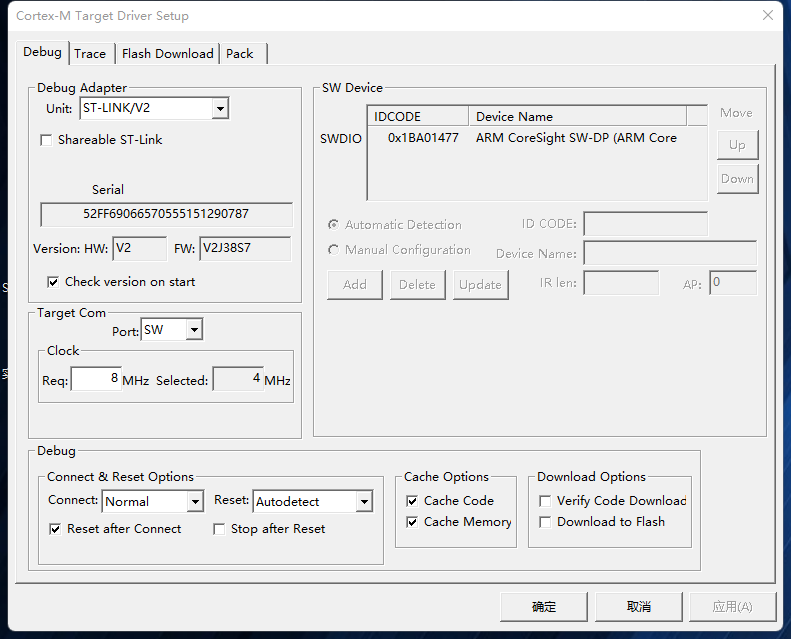 Cortex-M Target Driver Setup
Debug Trace Flash Download Pack
Debug Adapter
Unit: ST-LINK/V2
Shareable ST-Link
Serial
52FF69066570555151290787
Version: HW: V2 FW: V2J38S7
Check version on start
Target Com
Port: SW
Clock
Req: 8 MHz Selected: 4 MHz
SW Device
IDCODE Device Name
SWDIO 0x1BA01477 ARM CoreSight SW-DP (ARM Core
Move
Up
Down
Automatic Detection ID CODE:
Manual Configuration Device Name:
Add Delete Update IR len: AP: 0
Debug
Connect & Reset Options
Connect: Normal Reset: Autodetect
Reset after Connect Stop after Reset
Cache Options
Cache Code
Cache Memory
Download Options
Verify Code Download
Download to Flash
确定 取消 应用(A)